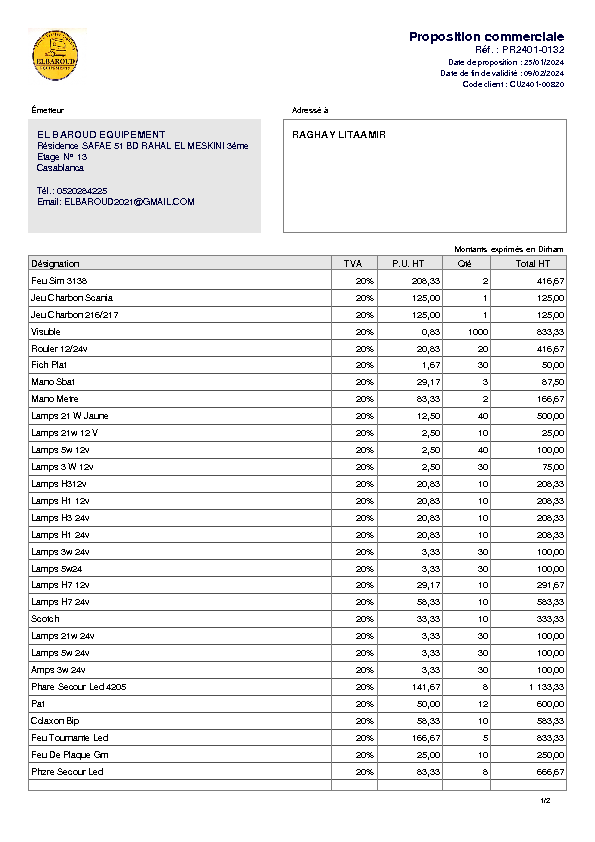 ELBAROUD
EQUIPEMENT
Proposition commerciale
Réf. : PR2401-0132
Date de proposition : 25/01/2024
Date de fin de validité : 09/02/2024
Code client : CU2401-00820
Émetteur
Adressé à
EL BAROUD EQUIPEMENT
Résidence SAFAE 51 BD RAHAL EL MESKINI 3éme
Etage N° 13
Casablanca
Tél.: 0520284225
Email: ELBAROUD2021@GMAIL.COM
RAGHAY LITAAMIR
Montants exprimés en Dirham
Désignation TVA P.U. HT Qté Total HT
Feu Sim 3138 20% 208,33 2 416,67
Jeu Charbon Scania 20% 125,00 1 125,00
Jeu Charbon 216/217 20% 125,00 1 125,00
Visuble 20% 0,83 1000 833,33
Rouler 12/24v 20% 20,83 20 416,67
Fich Plat 20% 1,67 30 50,00
Mano Sbat 20% 29,17 3 87,50
Mano Metre 20% 83,33 2 166,67
Lamps 21 W Jaune 20% 12,50 40 500,00
Lamps 21w 12 V 20% 2,50 10 25,00
Lamps 5w 12v 20% 2,50 40 100,00
Lamps 3 W 12v 20% 2,50 30 75,00
Lamps H312v 20% 20,83 10 208,33
Lamps H1 12v 20% 20,83 10 208,33
Lamps H3 24v 20% 20,83 10 208,33
Lamps H1 24v 20% 20,83 10 208,33
Lamps 3w 24v 20% 3,33 30 100,00
Lamps 5w24 20% 3,33 30 100,00
Lamps H7 12v 20% 29,17 10 291,67
Lamps H7 24v 20% 58,33 10 583,33
Scotch 20% 33,33 10 333,33
Lamps 21w 24v 20% 3,33 30 100,00
Lamps 5w 24v 20% 3,33 30 100,00
Amps 3w 24v 20% 3,33 30 100,00
Phare Secour Led 4205 20% 141,67 8 1 133,33
Pat 20% 50,00 12 600,00
Colaxon Bip 20% 58,33 10 583,33
Feu Tournante Led 20% 166,67 5 833,33
Feu De Plaque Gm 20% 25,00 10 250,00
Phzre Secour Led 20% 83,33 8 666,67
1/2